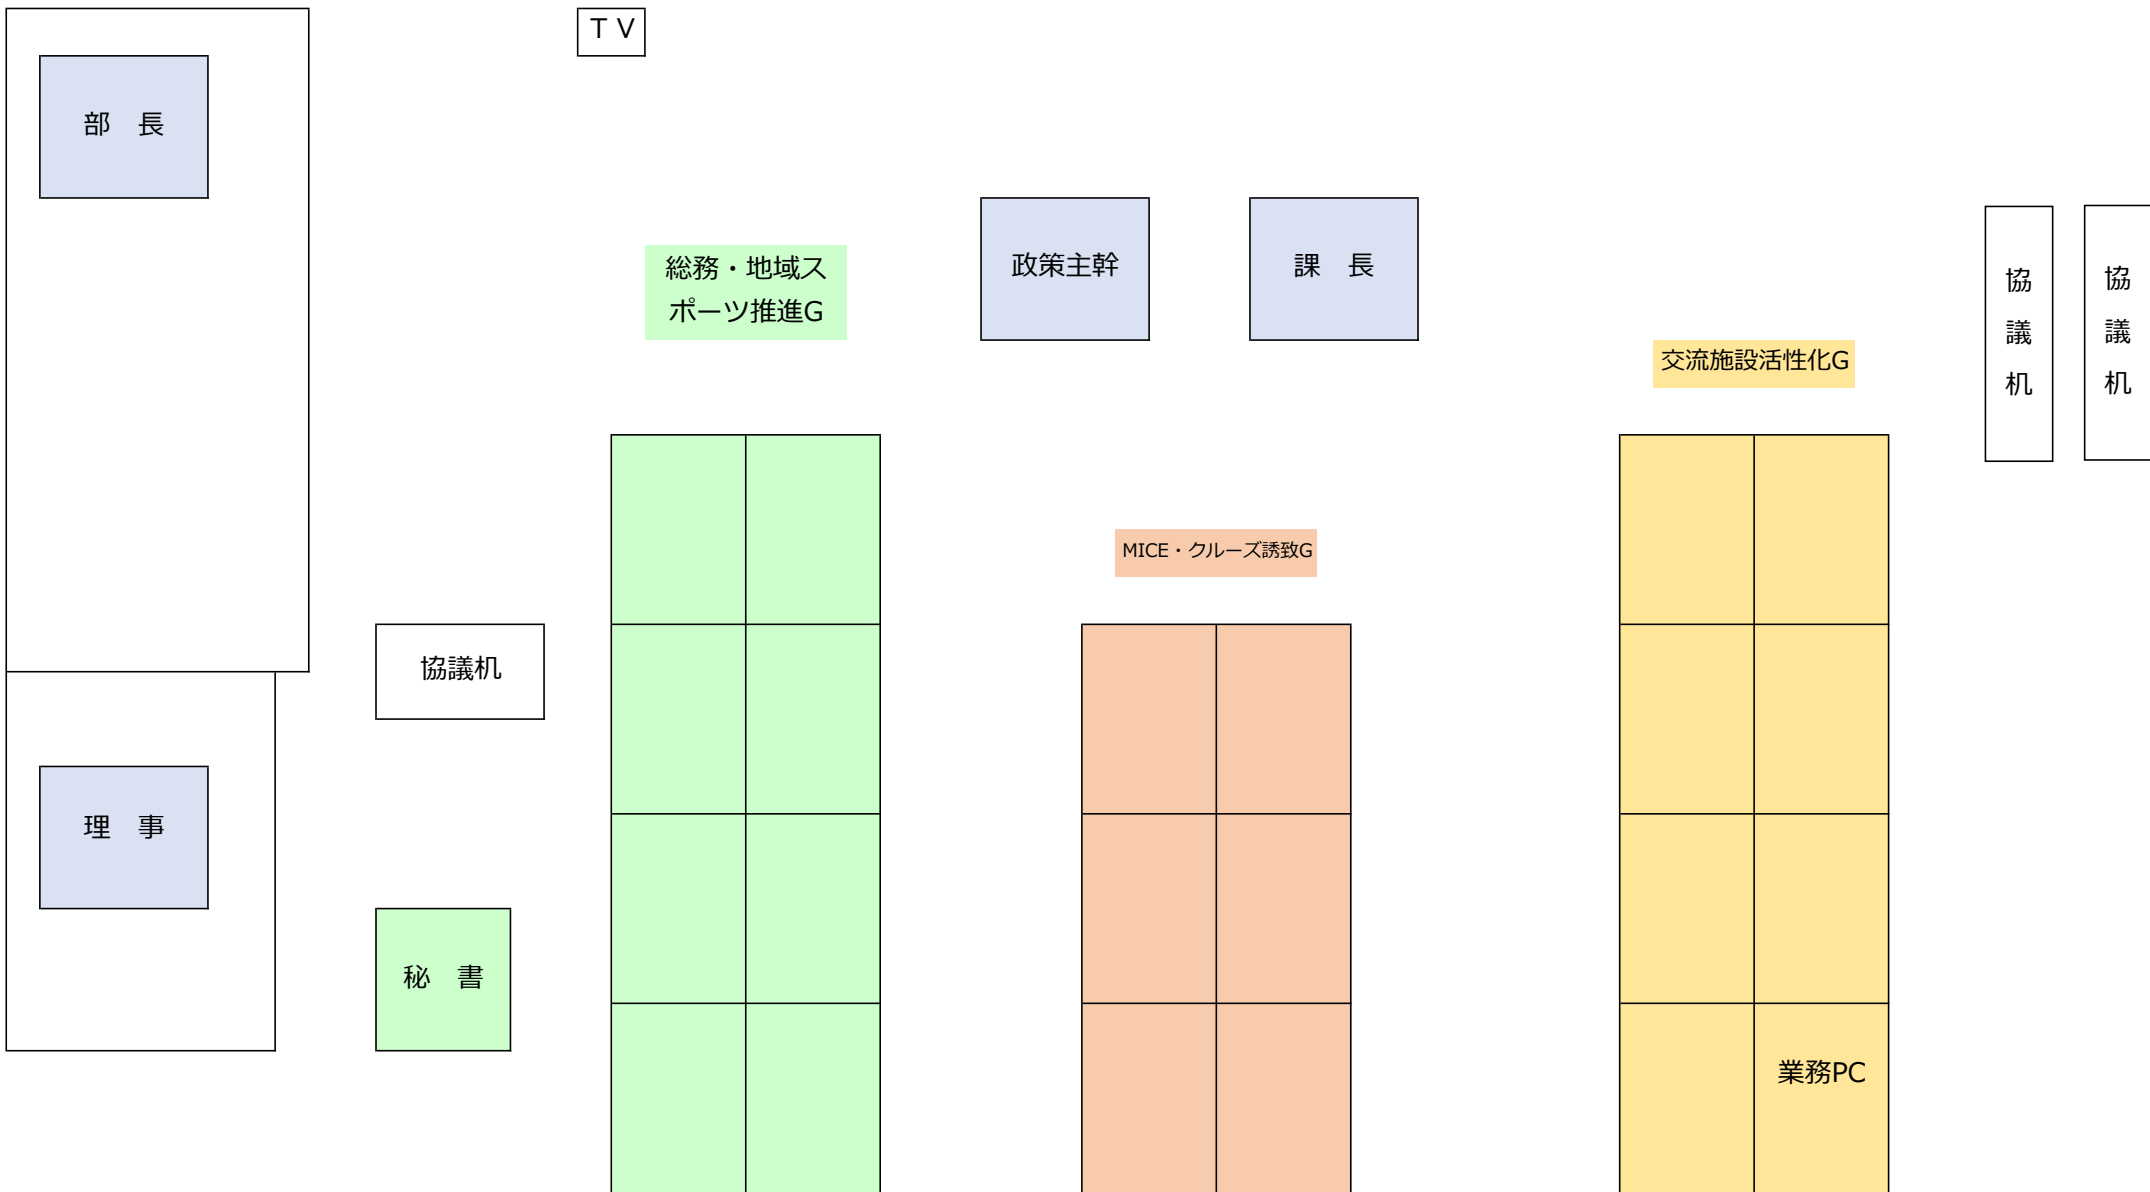 ＴＶ
部　長
政策主幹
課　長
総務・地域ス
ポーツ推進G
協
議
机
協
議
机
交流施設活性化G
MICE・クルーズ誘致G
協議机
理　事
秘　書
業務PC